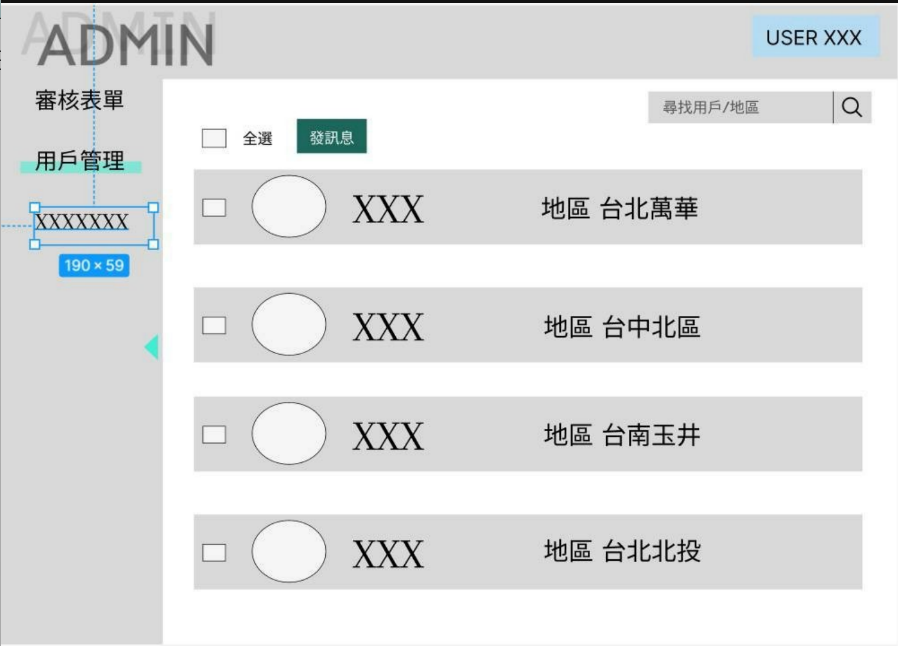 ADMIN
USER XXX
審核表單
尋找用戶/地區
全選 發訊息
用戶管理
XXX 地區 台北萬華
XXXXXXX
190 × 59
XXX 地區 台中北區
XXX 地區 台南玉井
XXX 地區 台北北投